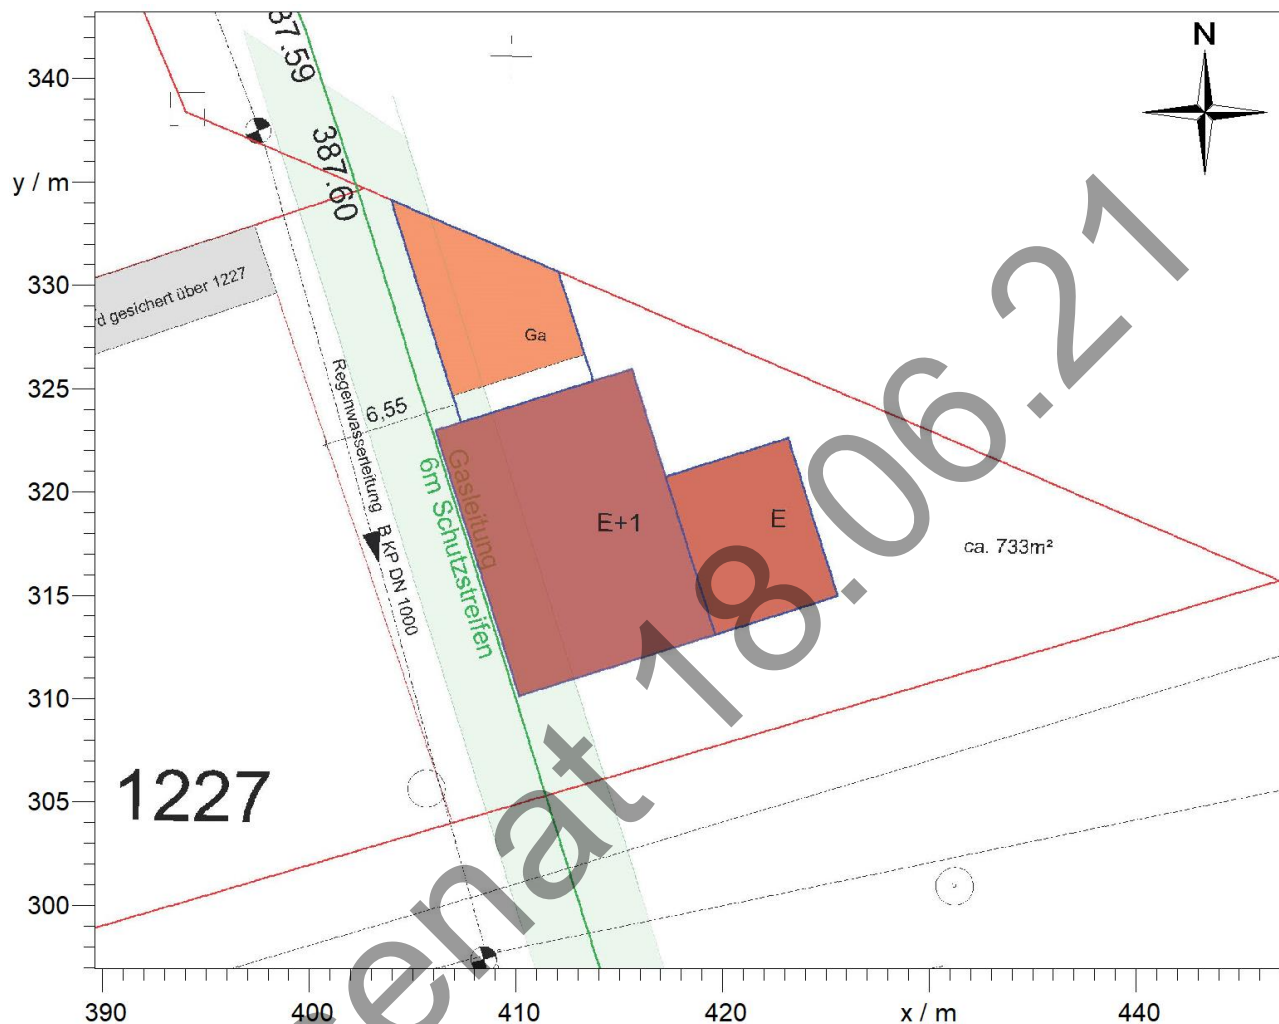 37.59
N
340
387.60
y / m
330
d gesichert über 1227
Ga
325
6,55
Regenwasserleitung B KP DN 1000
Gasleitung
6m Schutzstreifen
320
E+1
E
ca. 733m²
315
310
1227
305
300
enat 18.06.21
390
400
410
420
x / m
440